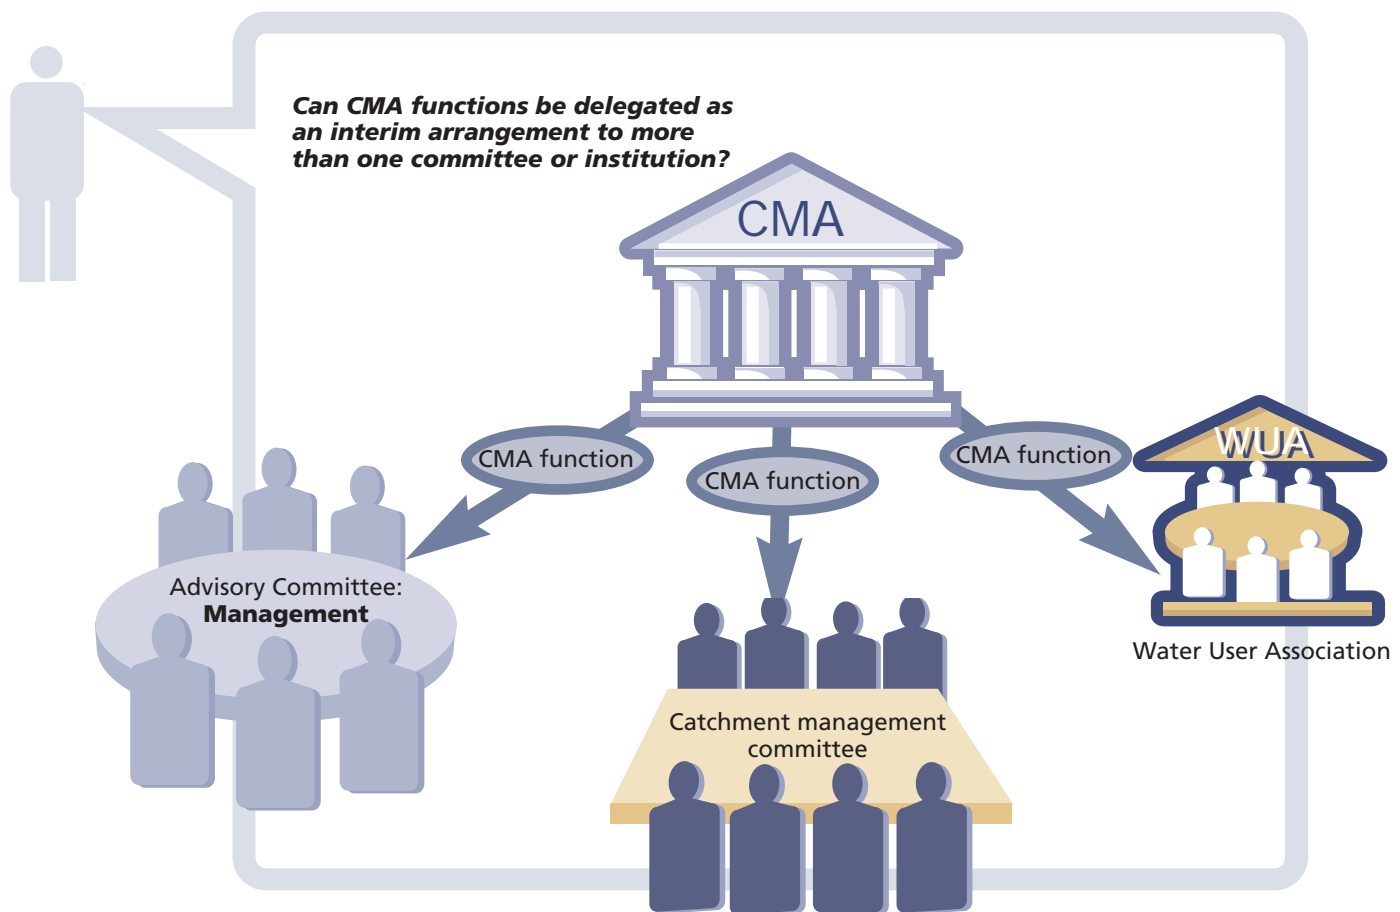 Can CMA functions be delegated as
an interim arrangement to more
than one committee or institution?
CMA
CMA function
CMA function
CMA function
WUA
Advisory Committee:
Management
Water User Association
Catchment management
committee